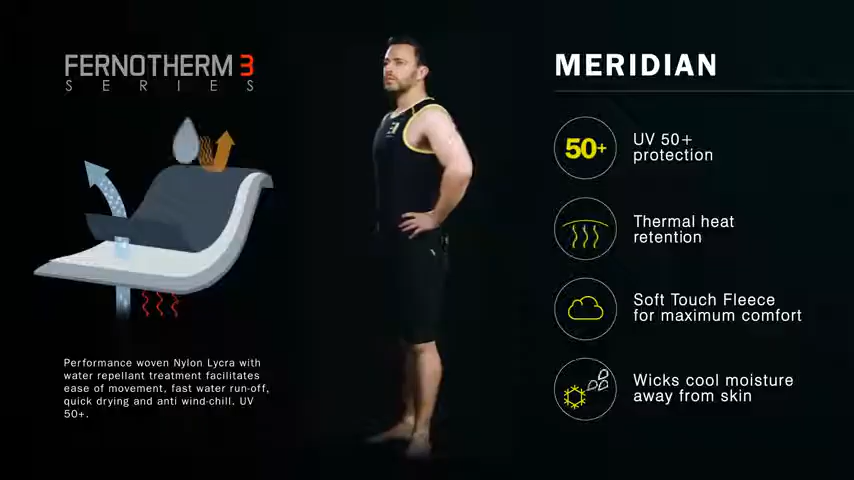 FERNOTHERM 3
SERIES
Performance woven Nylon Lycra with
water repellant treatment facilitates
ease of movement, fast water run-off,
quick drying and anti wind-chill. UV
50+.
MERIDIAN
50+
UV 50+
protection
Thermal heat
retention
Soft Touch Fleece
for maximum comfort
Wicks cool moisture
away from skin